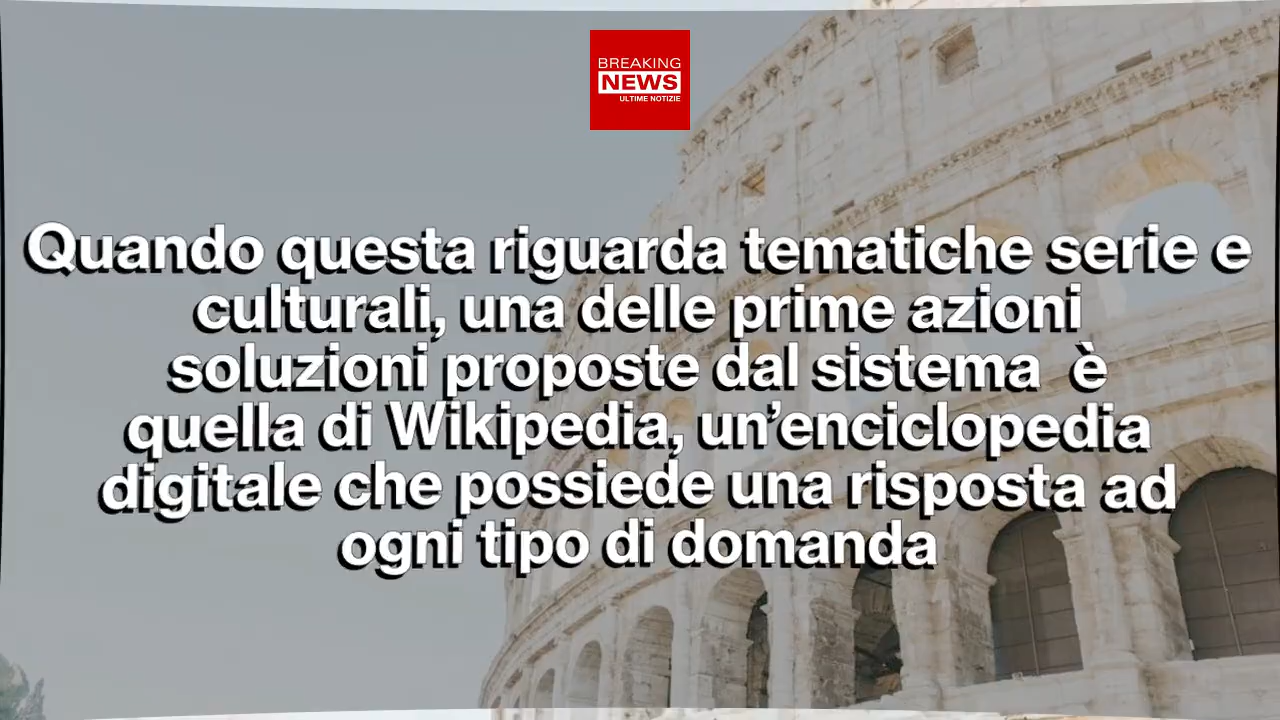 BREAKING
NEWS
ULTIME NOTIZIE
Quando questa riguarda tematiche serie e
culturali, una delle prime azioni
soluzioni proposte dal sistema  è
quella di Wikipedia, un’enciclopedia
digitale che possiede una risposta ad
ogni tipo di domanda